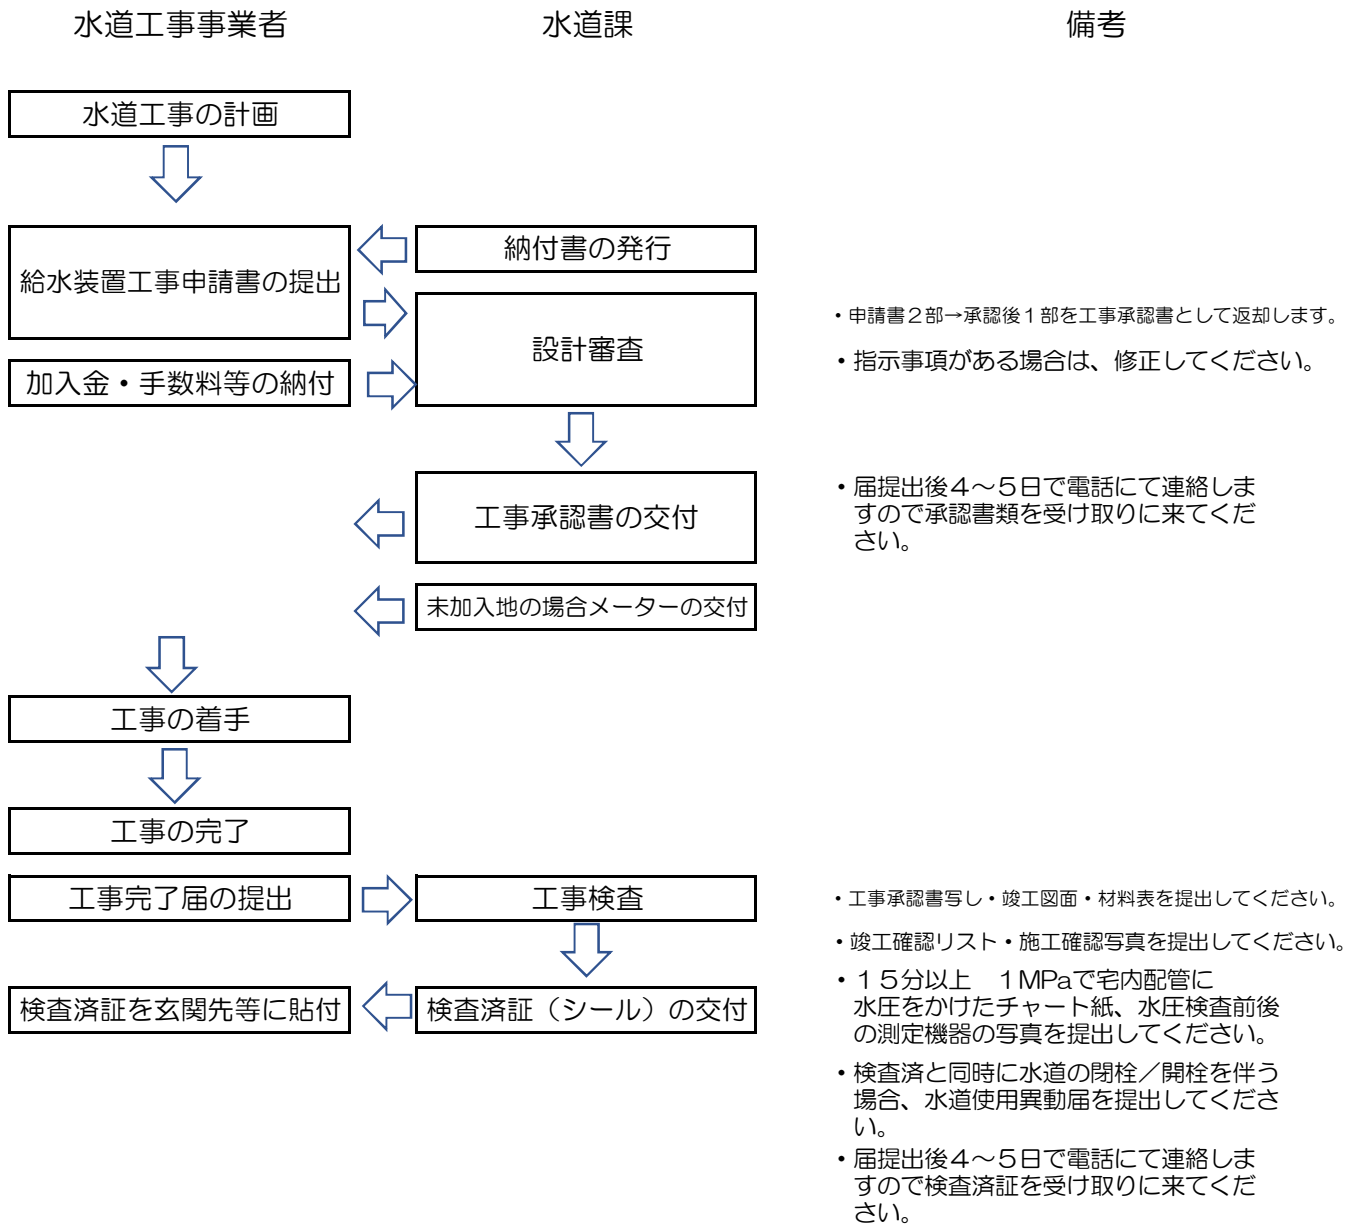 水道工事事業者
水道課
備考
水道工事の計画
給水装置工事申請書の提出
納付書の発行
設計審査
・申請書２部→承認後１部を工事承認書として返却します。
・指示事項がある場合は、修正してください。
加入金・手数料等の納付
工事承認書の交付
・届提出後４～５日で電話にて連絡しま
すので承認書類を受け取りに来てくだ
さい。
未加入地の場合メーターの交付
工事の着手
工事の完了
工事完了届の提出
工事検査
・工事承認書写し・竣工図面・材料表を提出してください。
・竣工確認リスト・施工確認写真を提出してください。
検査済証を玄関先等に貼付
検査済証（シール）の交付
・１５分以上　１MPaで宅内配管に
水圧をかけたチャート紙、水圧検査前後
の測定機器の写真を提出してください。
・検査済と同時に水道の閉栓／開栓を伴う
場合、水道使用異動届を提出してくださ
い。
・届提出後４～５日で電話にて連絡しま
すので検査済証を受け取りに来てくだ
さい。